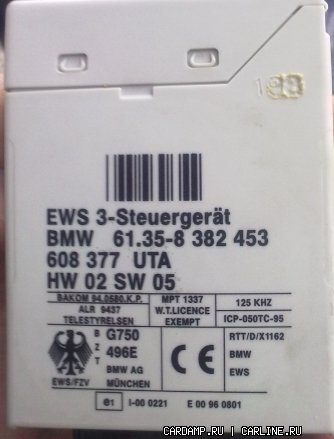 EWS 3-Steuergerät
BMW 61.35-8 382 453
608 377 UTA
HW 02 SW 05
BAKOM 94.0580.K.P.
ALR 9437
TELESTYRELSEN
MPT 1337
W.T.LICENCE
EXEMPT
125 KHZ
ICP-050TC-95
BZT
G750
496E
BMW AG
MÜNCHEN
EWS/FZV
CE
RTT/D/X1162
BMW
EWS
e1
I-00 0221
E 00 96 0801
CARDAMP.RU | CARLINE.RU